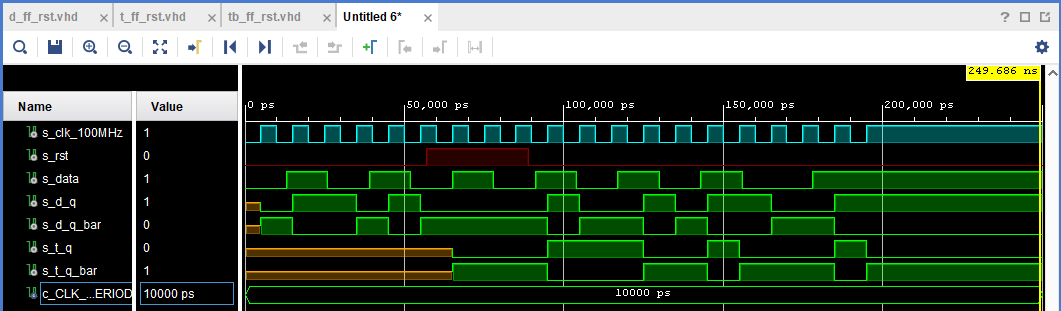 d_ff_rst.vhd × t_ff_rst.vhd × tb_ff_rst.vhd × Untitled 6* × ?
249.686 ns
Name Value 0 ps 50,000 ps 100,000 ps 150,000 ps 200,000 ps
s_clk_100MHz 1
s_rst 0
s_data 1
s_d_q 1
s_d_q_bar 0
s_t_q 0
s_t_q_bar 1
c_CLK_...ERIOD 10000 ps 10000 ps